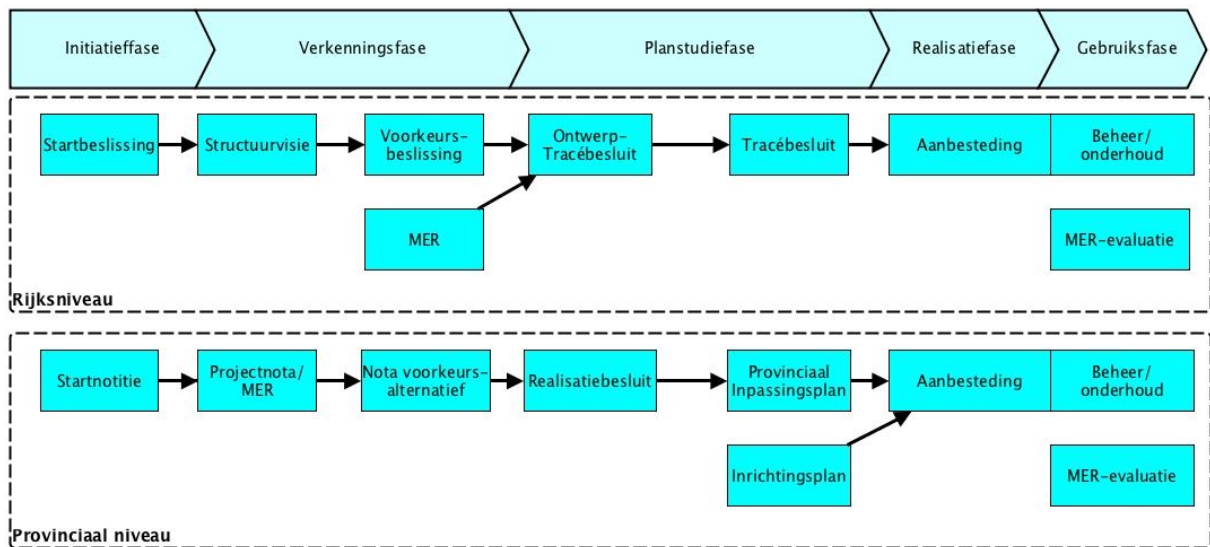 Initiatieffase
Verkenningsfase
Planstudiefase
Realisatiefase
Gebruiksfase
Startbeslissing
Structuurvisie
Voorkeurs-
beslissing
Ontwerp-
Tracébesluit
Tracébesluit
Aanbesteding
Beheer/
onderhoud
MER
MER-evaluatie
Rijksniveau
Startnotitie
Projectnota/
MER
Nota voorkeurs-
alternatief
Realisatiebesluit
Provinciaal
Inpassingsplan
Aanbesteding
Beheer/
onderhoud
Inrichtingsplan
MER-evaluatie
Provinciaal niveau